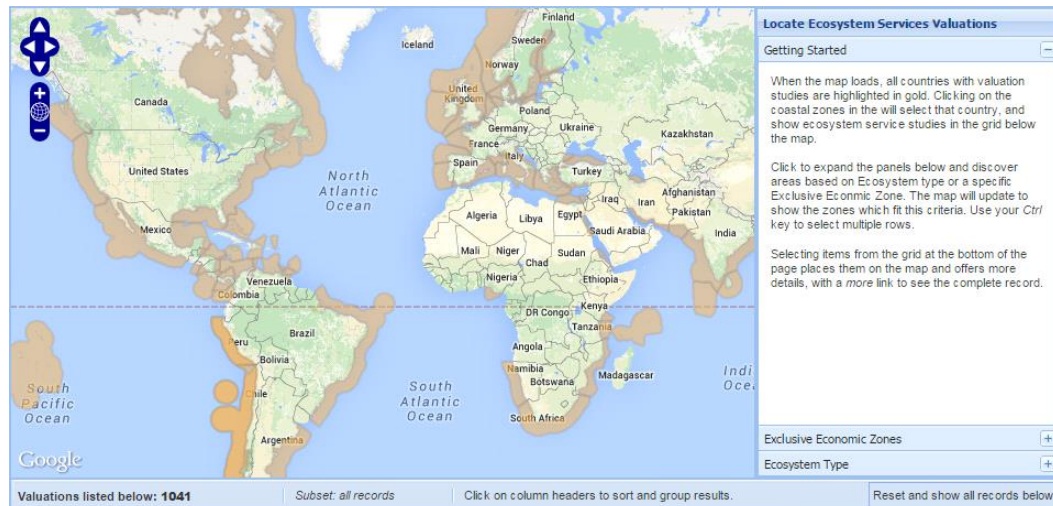 Locate Ecosystem Services Valuations
Getting Started
When the map loads, all countries with valuation
studies are highlighted in gold. Clicking on the
coastal zones in the will select that country, and
show ecosystem service studies in the grid below
the map.
Click to expand the panels below and discover
areas based on Ecosystem type or a specific
Exclusive Econmic Zone. The map will update to
show the zones which fit this criteria. Use your Ctrl
key to select multiple rows.
Selecting items from the grid at the bottom of the
page places them on the map and offers more
details, with a more link to see the complete record.
Exclusive Economic Zones
Ecosystem Type
Finland
Iceland
Sweden
Norway
Canada
United
Kingdom
Poland
Germany
Ukraine
Kazakhstan
France
Italy
Spain
Turkey
United States
North
Atlantic
Ocean
Iraq
Iran
Afghanistan
Pakistan
Algeria
Libya
Egypt
Saudi Arabia
India
Mexico
Mali
Niger
Chad
Sudan
Nigeria
Ethiopia
Venezuela
Colombia
DR Congo
Kenya
Tanzania
Peru
Brazil
Angola
Bolivia
Namibia
Botswana
Madagascar
South
Pacific
Ocean
Chile
South
Atlantic
Ocean
South Africa
Argentina
Indi
Oce
Google
Valuations listed below: 1041
Subset: all records
Click on column headers to sort and group results.
Reset and show all records below